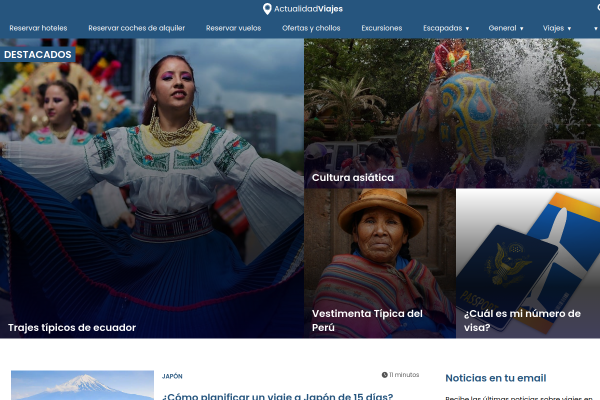 ActualidadViajes
Reservar hoteles Reservar coches de alquiler Reservar vuelos Ofertas y chollos Excursiones Escapadas General Viajes
DESTACADOS
Cultura asiática
Trajes típicos de ecuador
Vestimenta Típica del
Perú
¿Cuál es mi número de
visa?
PASSPORT
JAPÓN
11 minutos
¿Cómo planificar un viaje a Japón de 15 días?
Noticias en tu email
Recibe las últimas noticias sobre viajes en